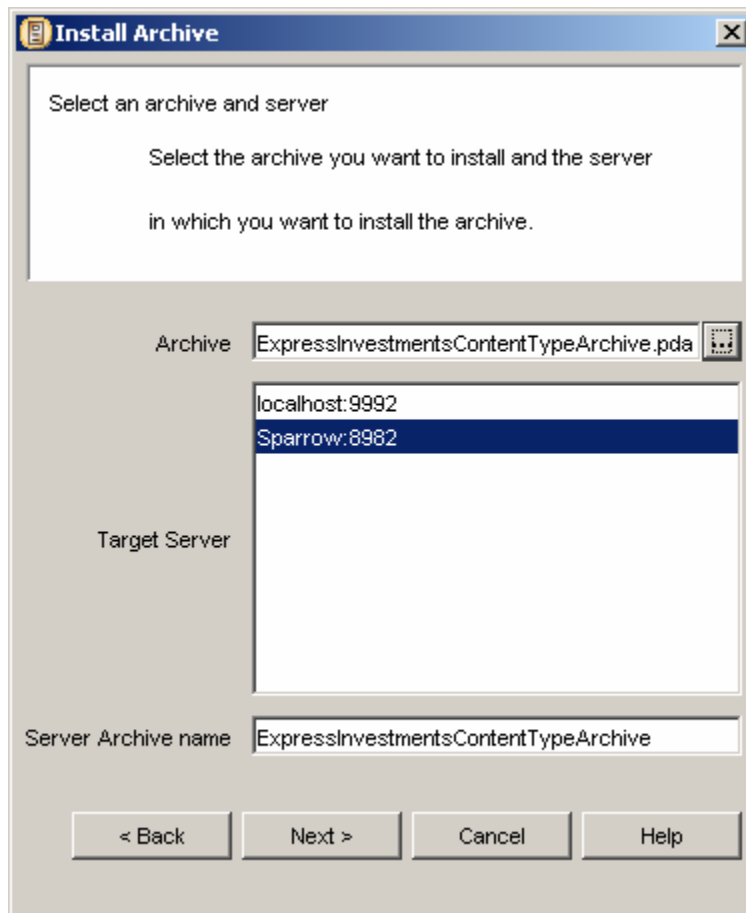 Install Archive
Select an archive and server
Select the archive you want to install and the server
in which you want to install the archive.
Archive ExpressInvestmentsContentTypeArchive.pda ...
localhost:9992
Sparrow:8982
Target Server
Server Archive name ExpressInvestmentsContentTypeArchive
< Back Next > Cancel Help